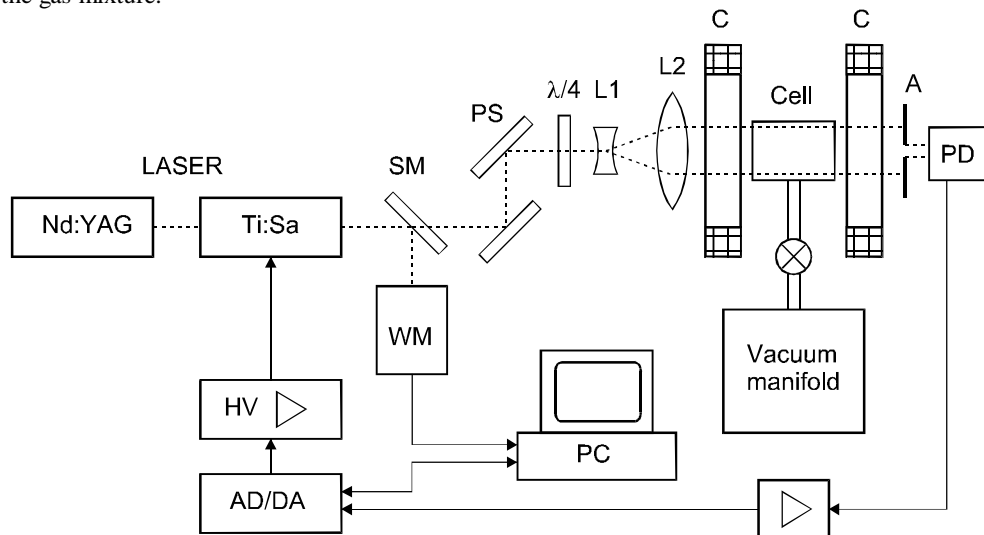 the gas mixture.
C C
L2
λ/4 L1
A
PS
Cell
LASER
SM
PD
Nd:YAG Ti:Sa
WM
Vacuum
manifold
HV
PC
AD/DA